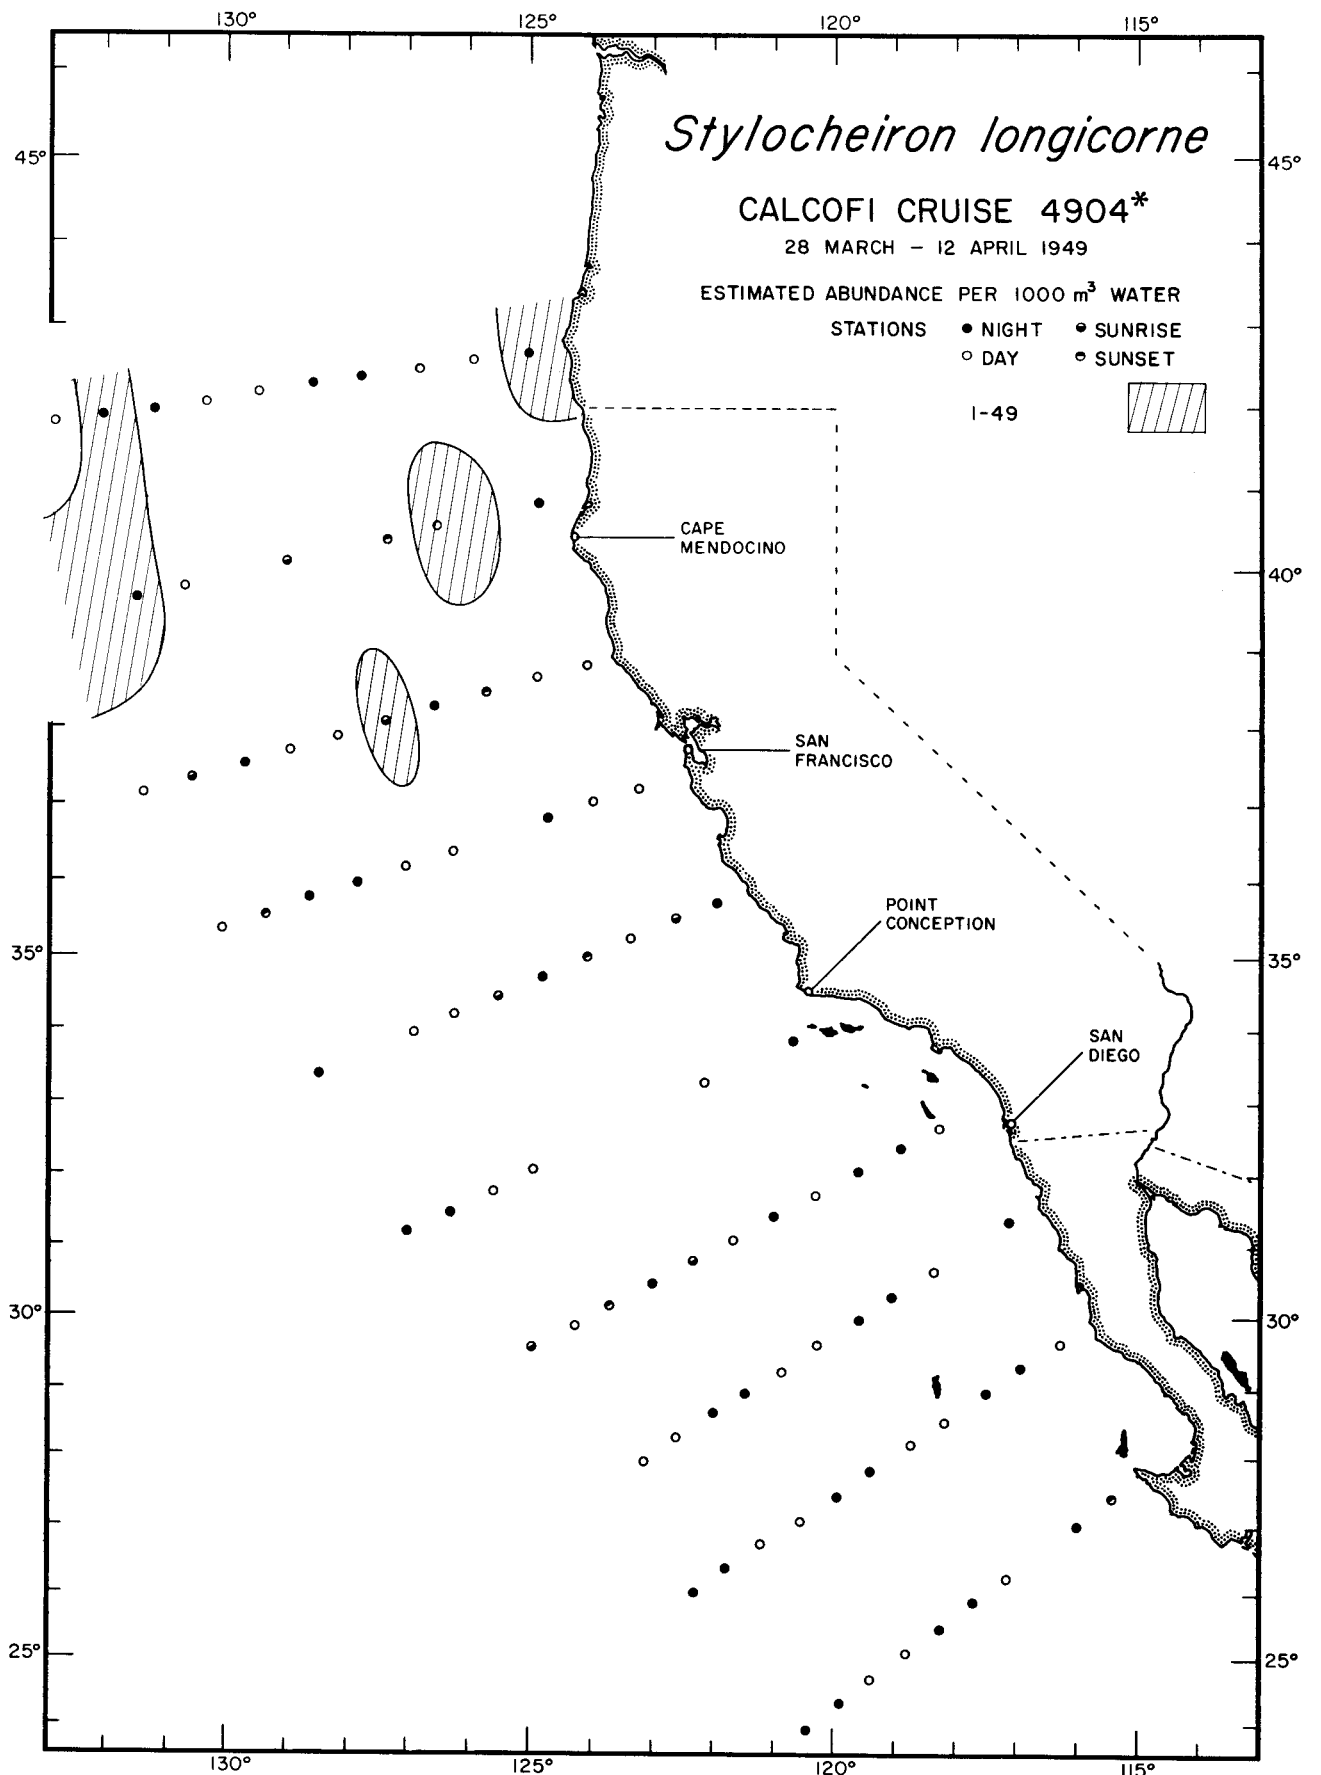 130° 125° 120° 115°
Stylocheiron longicorne
45° 45°
CALCOFI CRUISE 4904*
28 MARCH – 12 APRIL 1949
ESTIMATED ABUNDANCE PER 1000 m³ WATER
STATIONS NIGHT SUNRISE
DAY SUNSET
1-49
CAPE
MENDOCINO
40°
SAN
FRANCISCO
POINT
CONCEPTION
35° 35°
SAN
DIEGO
30° 30°
25° 25°
130° 125° 120° 115°